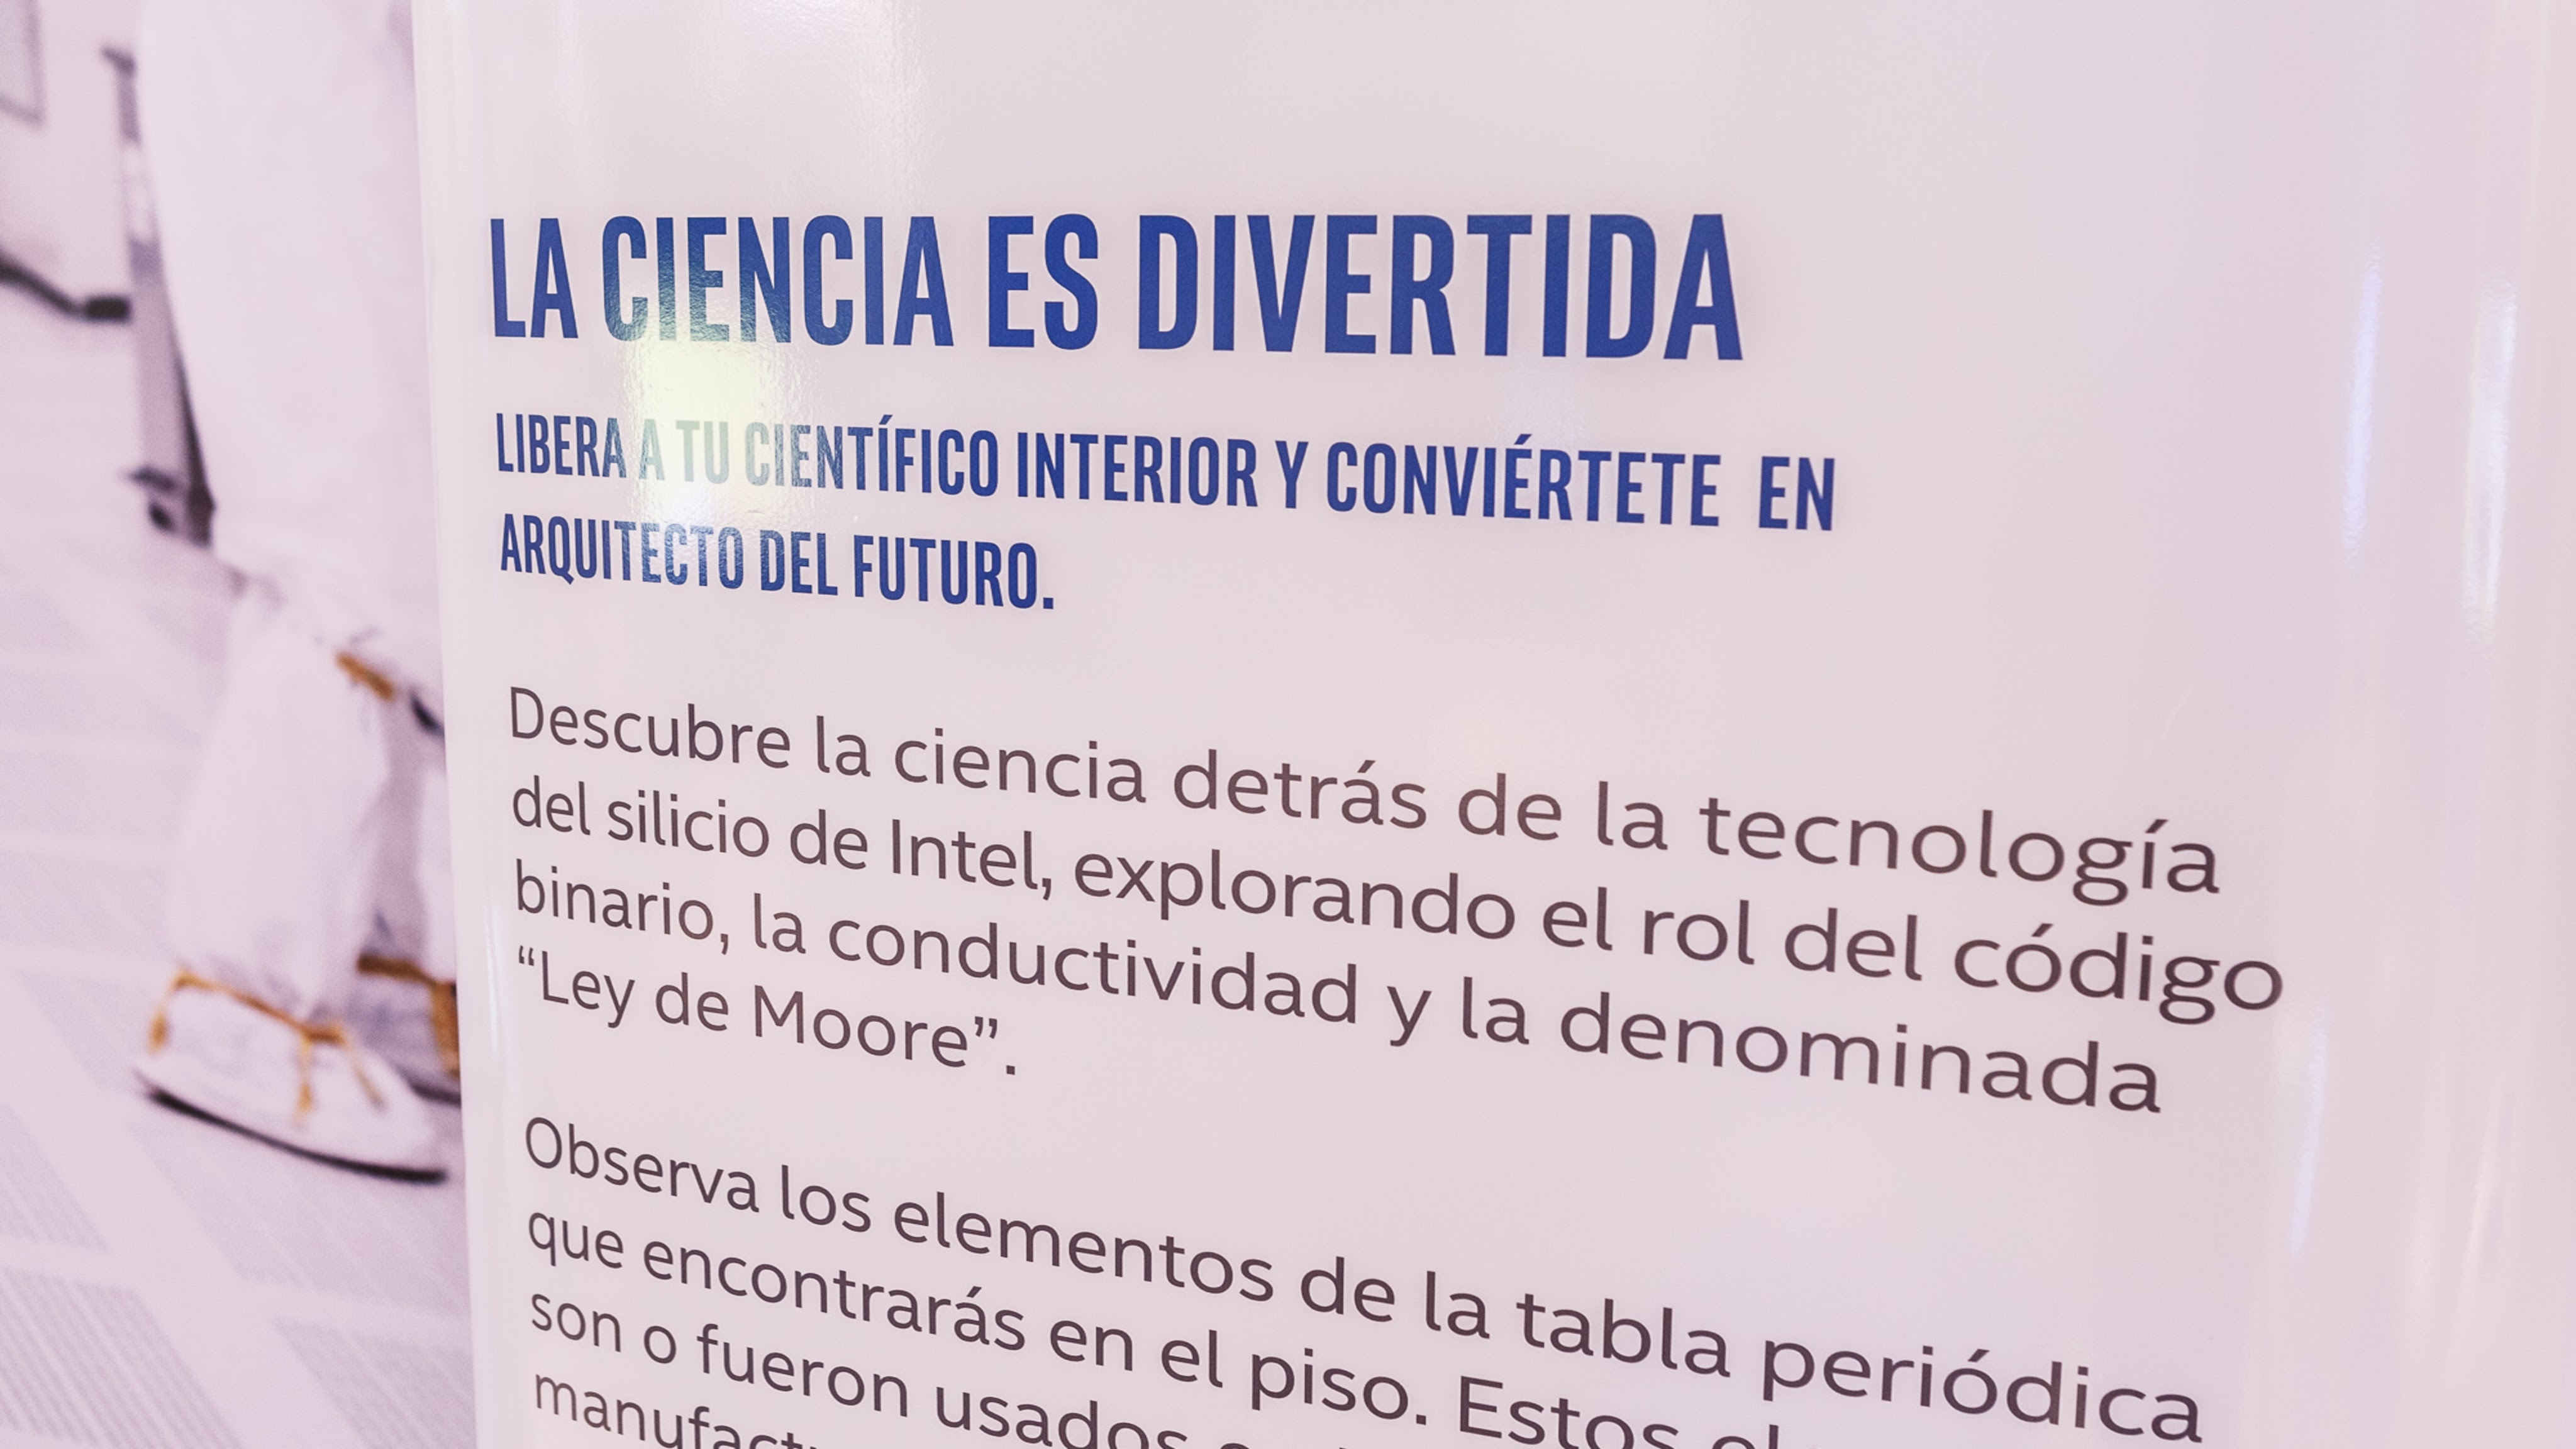 LA CIENCIA ES DIVERTIDA
LIBERA A TU CIENTÍFICO INTERIOR Y CONVIÉRTETE EN
ARQUITECTO DEL FUTURO.
Descubre la ciencia detrás de la tecnología
del silicio de Intel, explorando el rol del código
binario, la conductividad y la denominada
“Ley de Moore”.
Observa los elementos de la tabla periódica
que encontrarás en el piso. Estos
son o fueron usados